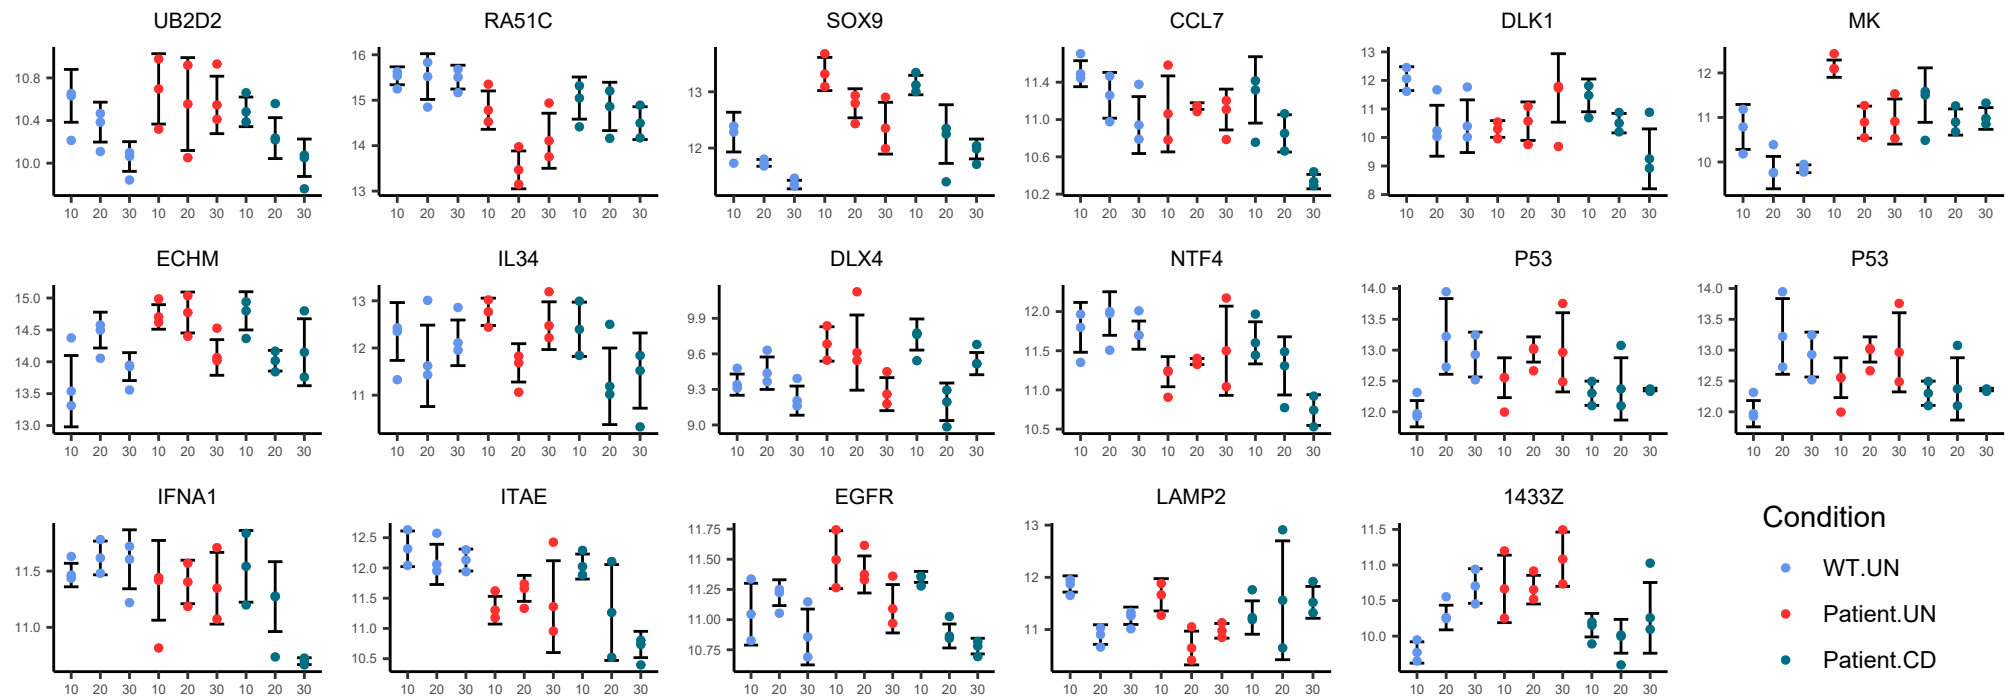 UB2D2 RA51C SOX9 CCL7 DLK1 MK
10.8 10.4 10.0
16 15 14 13
13 12
11.4 11.0 10.6 10.2
13 12 11 10 9 8
12 11 10
10 20 30 10 20 30 10 20 30
10 20 30 10 20 30 10 20 30
10 20 30 10 20 30 10 20 30
10 20 30 10 20 30 10 20 30
10 20 30 10 20 30 10 20 30
10 20 30 10 20 30 10 20 30
ECHM IL34 DLX4 NTF4 P53 P53
15.0 14.5 14.0 13.5 13.0
13 12 11
9.9 9.6 9.3 9.0
12.0 11.5 11.0 10.5
14.0 13.5 13.0 12.5 12.0
14.0 13.5 13.0 12.5 12.0
10 20 30 10 20 30 10 20 30
10 20 30 10 20 30 10 20 30
10 20 30 10 20 30 10 20 30
10 20 30 10 20 30 10 20 30
10 20 30 10 20 30 10 20 30
10 20 30 10 20 30 10 20 30
IFNA1 ITAE EGFR LAMP2 1433Z
11.5 11.0
12.5 12.0 11.5 11.0 10.5
11.75 11.50 11.25 11.00 10.75
13 12 11
11.5 11.0 10.5 10.0
10 20 30 10 20 30 10 20 30
10 20 30 10 20 30 10 20 30
10 20 30 10 20 30 10 20 30
10 20 30 10 20 30 10 20 30
10 20 30 10 20 30 10 20 30
Condition
WT.UN
Patient.UN
Patient.CD